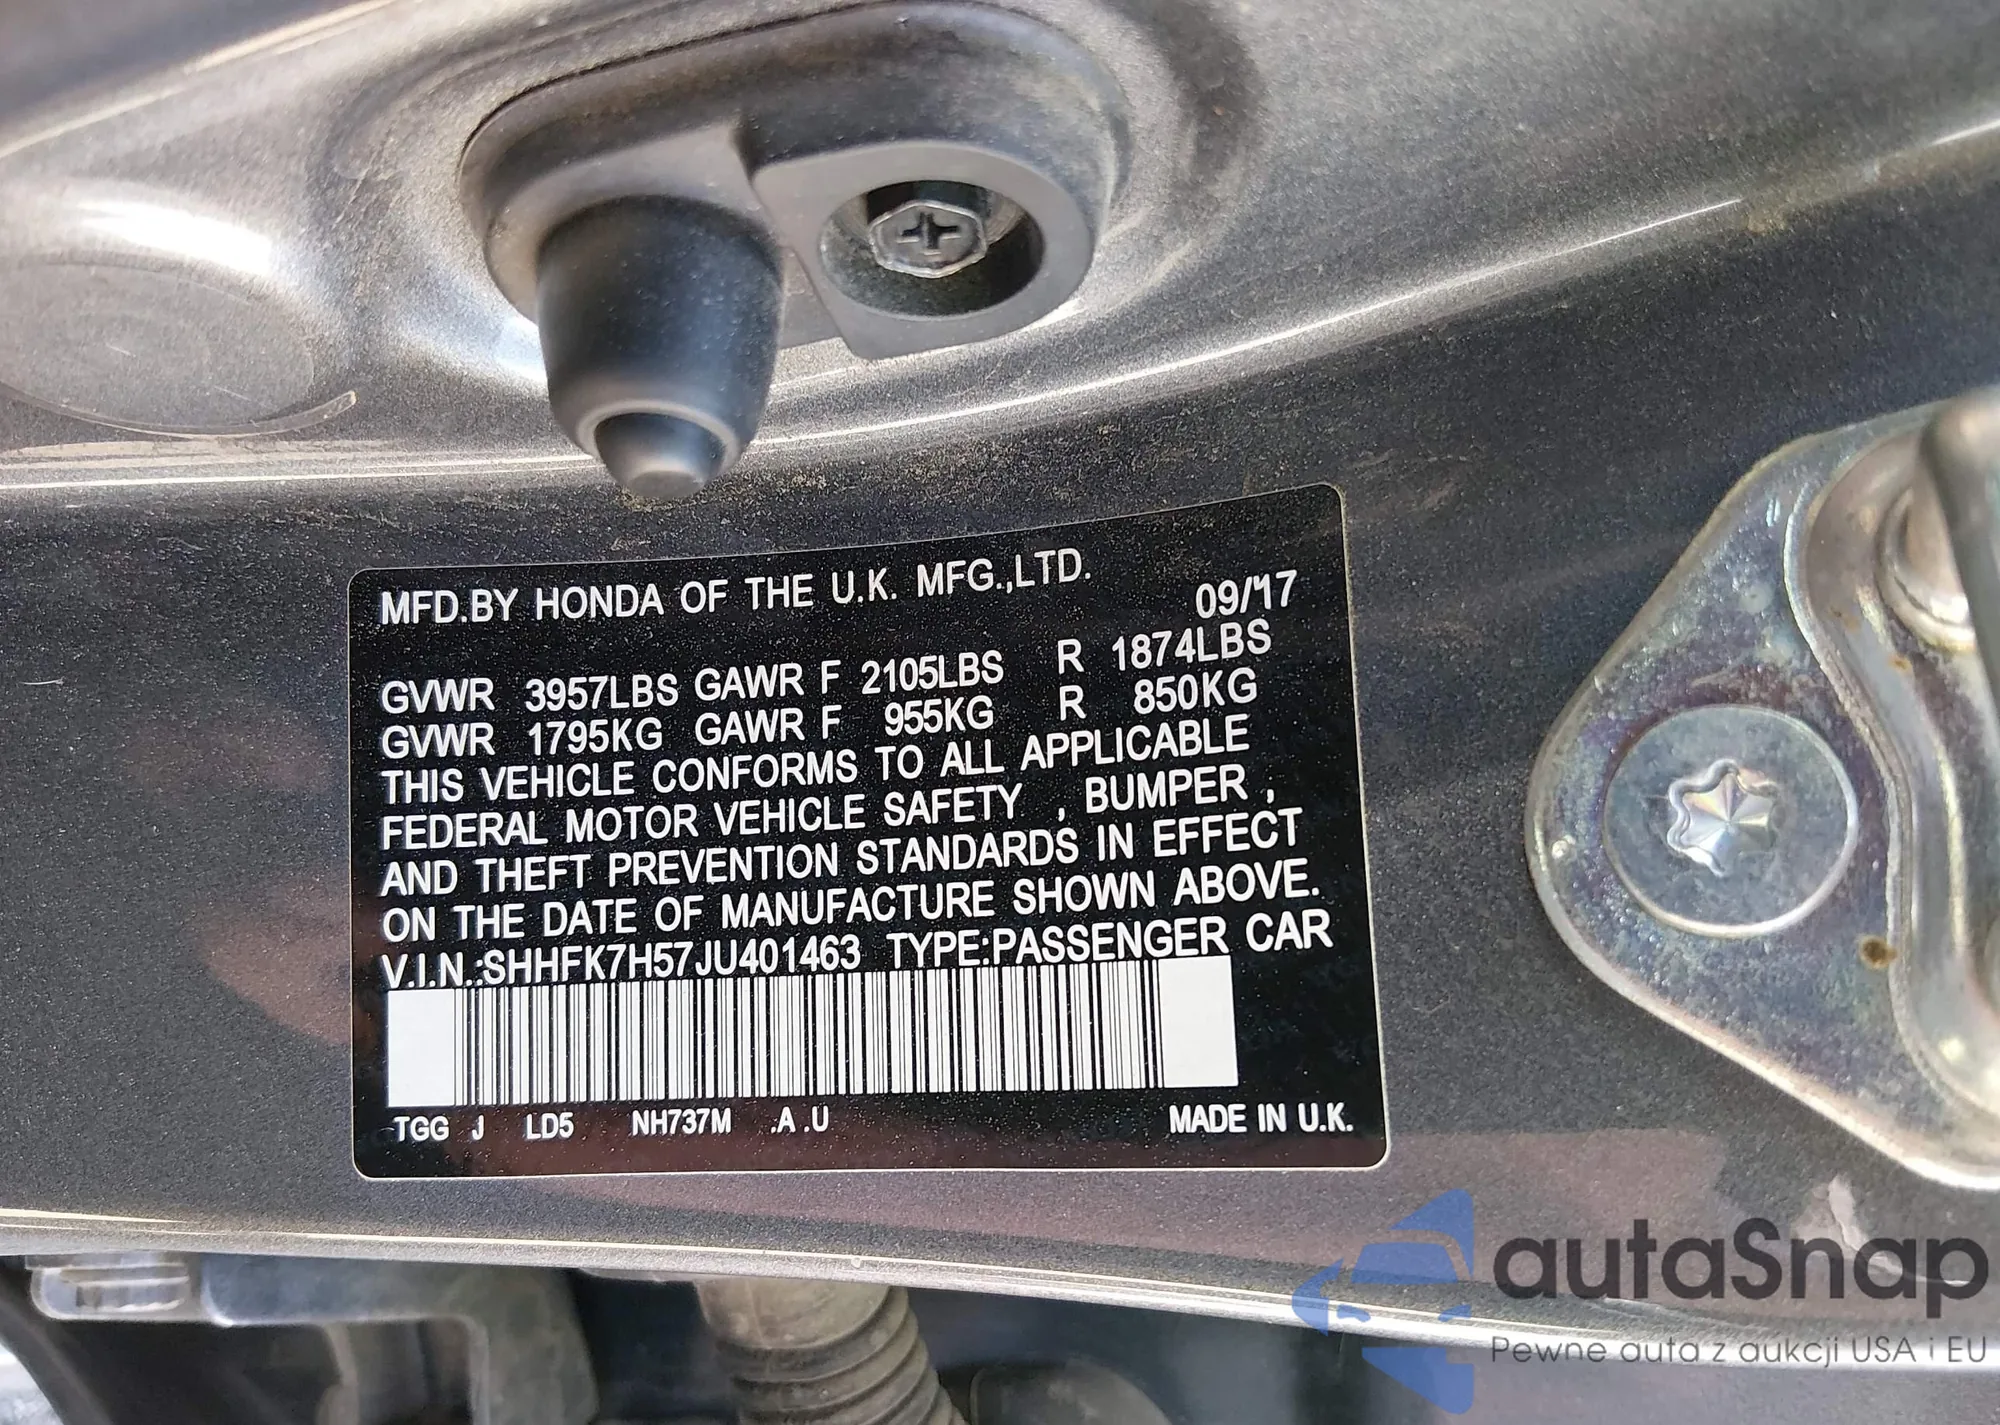 MFD.BY HONDA OF THE U.K. MFG.,LTD.
09/17
GVWR 3957LBS GAWR F 2105LBS R 1874LBS
GVWR 1795KG GAWR F 955KG R 850KG
THIS VEHICLE CONFORMS TO ALL APPLICABLE
FEDERAL MOTOR VEHICLE SAFETY , BUMPER ,
AND THEFT PREVENTION STANDARDS IN EFFECT
ON THE DATE OF MANUFACTURE SHOWN ABOVE.
V.I.N.:SHHFK7H57JU401463 TYPE:PASSENGER CAR
TGG J LD5 NH737M .A .U MADE IN U.K.
autaSnap
Pewne auta z aukcji USA i EU